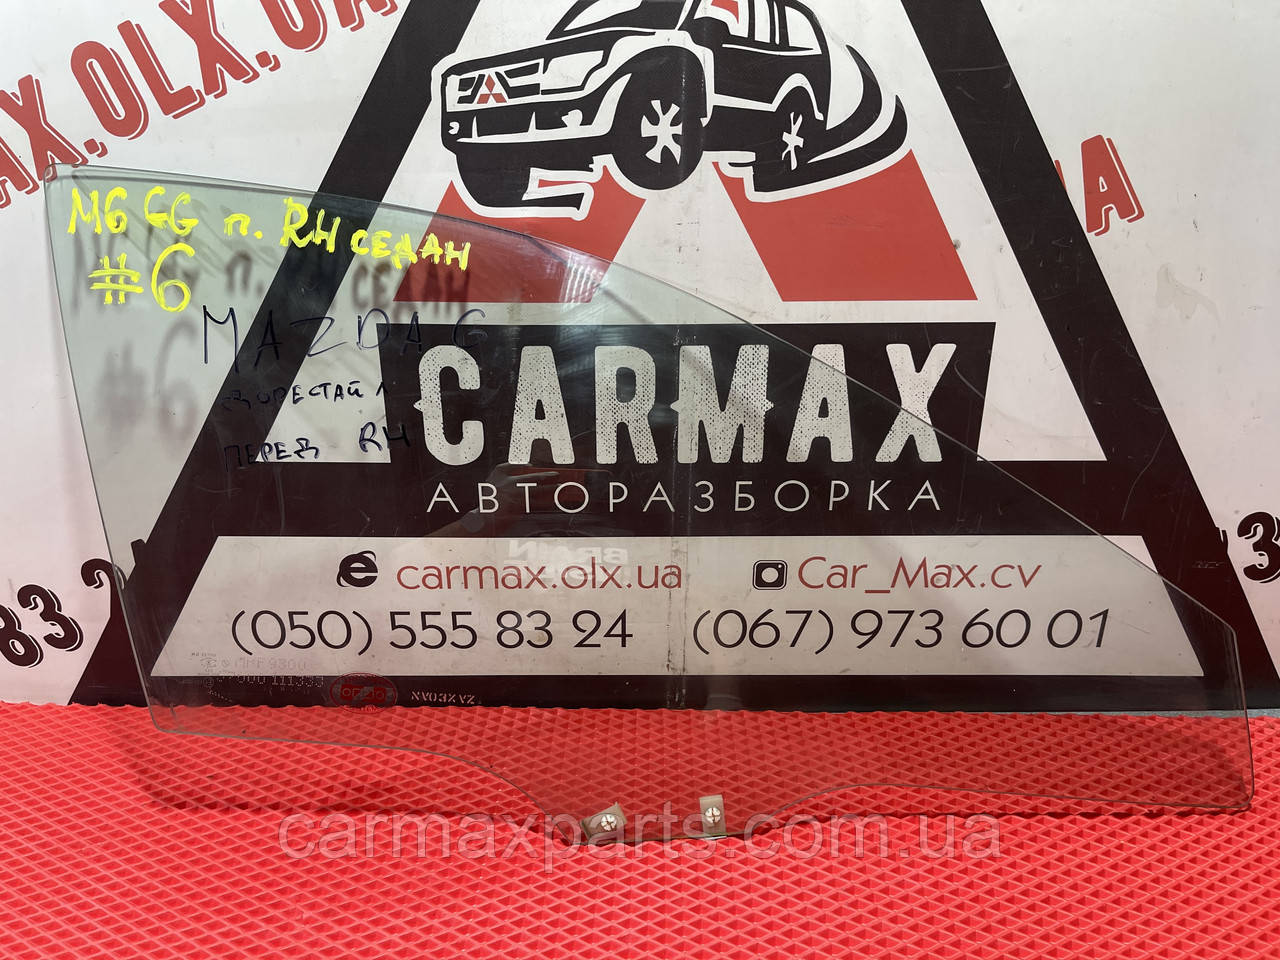 M6 GG п. RH СЕДАН
#6
MAZDA 6
ДОРЕСТАЙЛ
ПЕРЕД RH
CARMAX
АВТОРАЗБОРКА
carmax.olx.ua Car_Max.cv
(050) 555 83 24 (067) 973 60 01
carmaxparts.com.ua